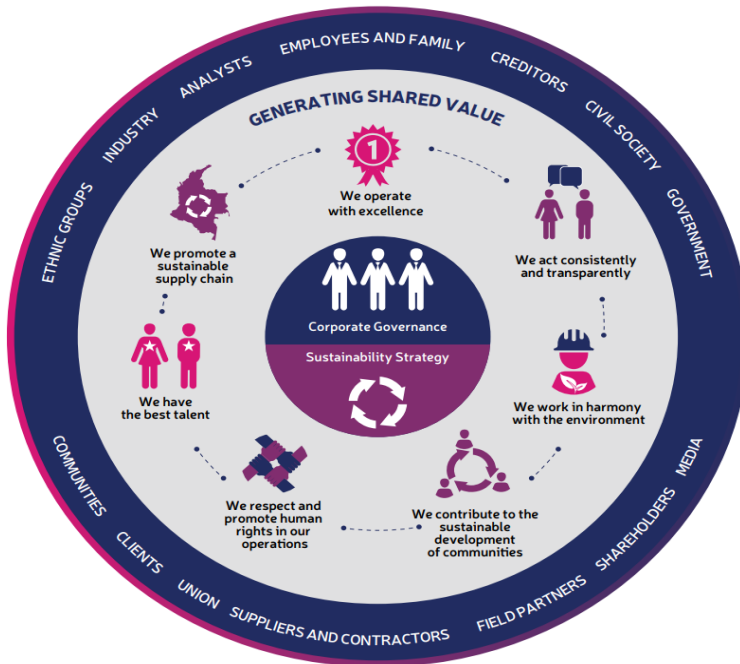 EMPLOYEES AND FAMILY
CREDITORS
CIVIL SOCIETY
GOVERNMENT
MEDIA
SHAREHOLDERS
FIELD PARTNERS
SUPPLIERS AND CONTRACTORS
UNION
CLIENTS
COMMUNITIES
ETHNIC GROUPS
INDUSTRY
ANALYSTS
GENERATING SHARED VALUE
1
We operate
with excellence
We act consistently
and transparently
We work in harmony
with the environment
We contribute to the
sustainable
development
of communities
We respect and
promote human
rights in our
operations
We have
the best talent
We promote a
sustainable
supply chain
Corporate Governance
Sustainability Strategy